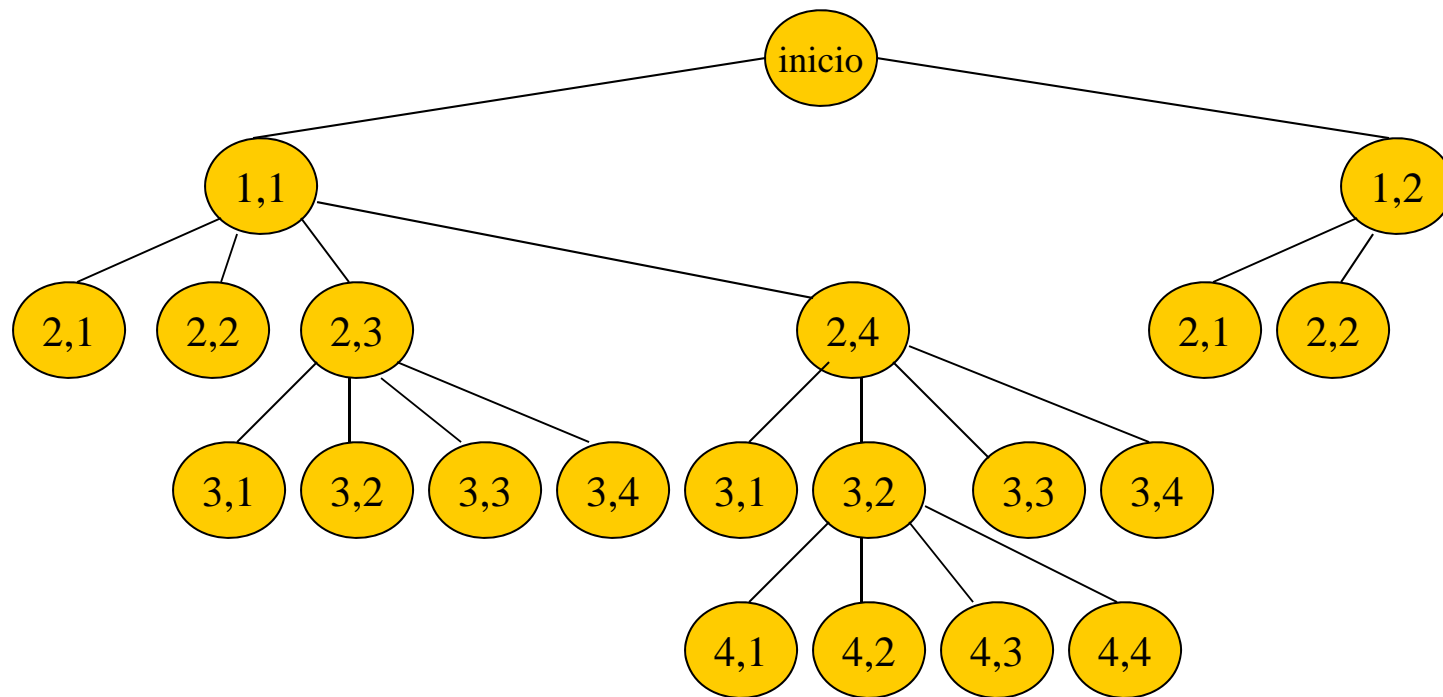 inicio
1,1 1,2
2,1 2,2 2,3 2,4 2,1 2,2
3,1 3,2 3,3 3,4 3,1 3,2 3,3 3,4
4,1 4,2 4,3 4,4